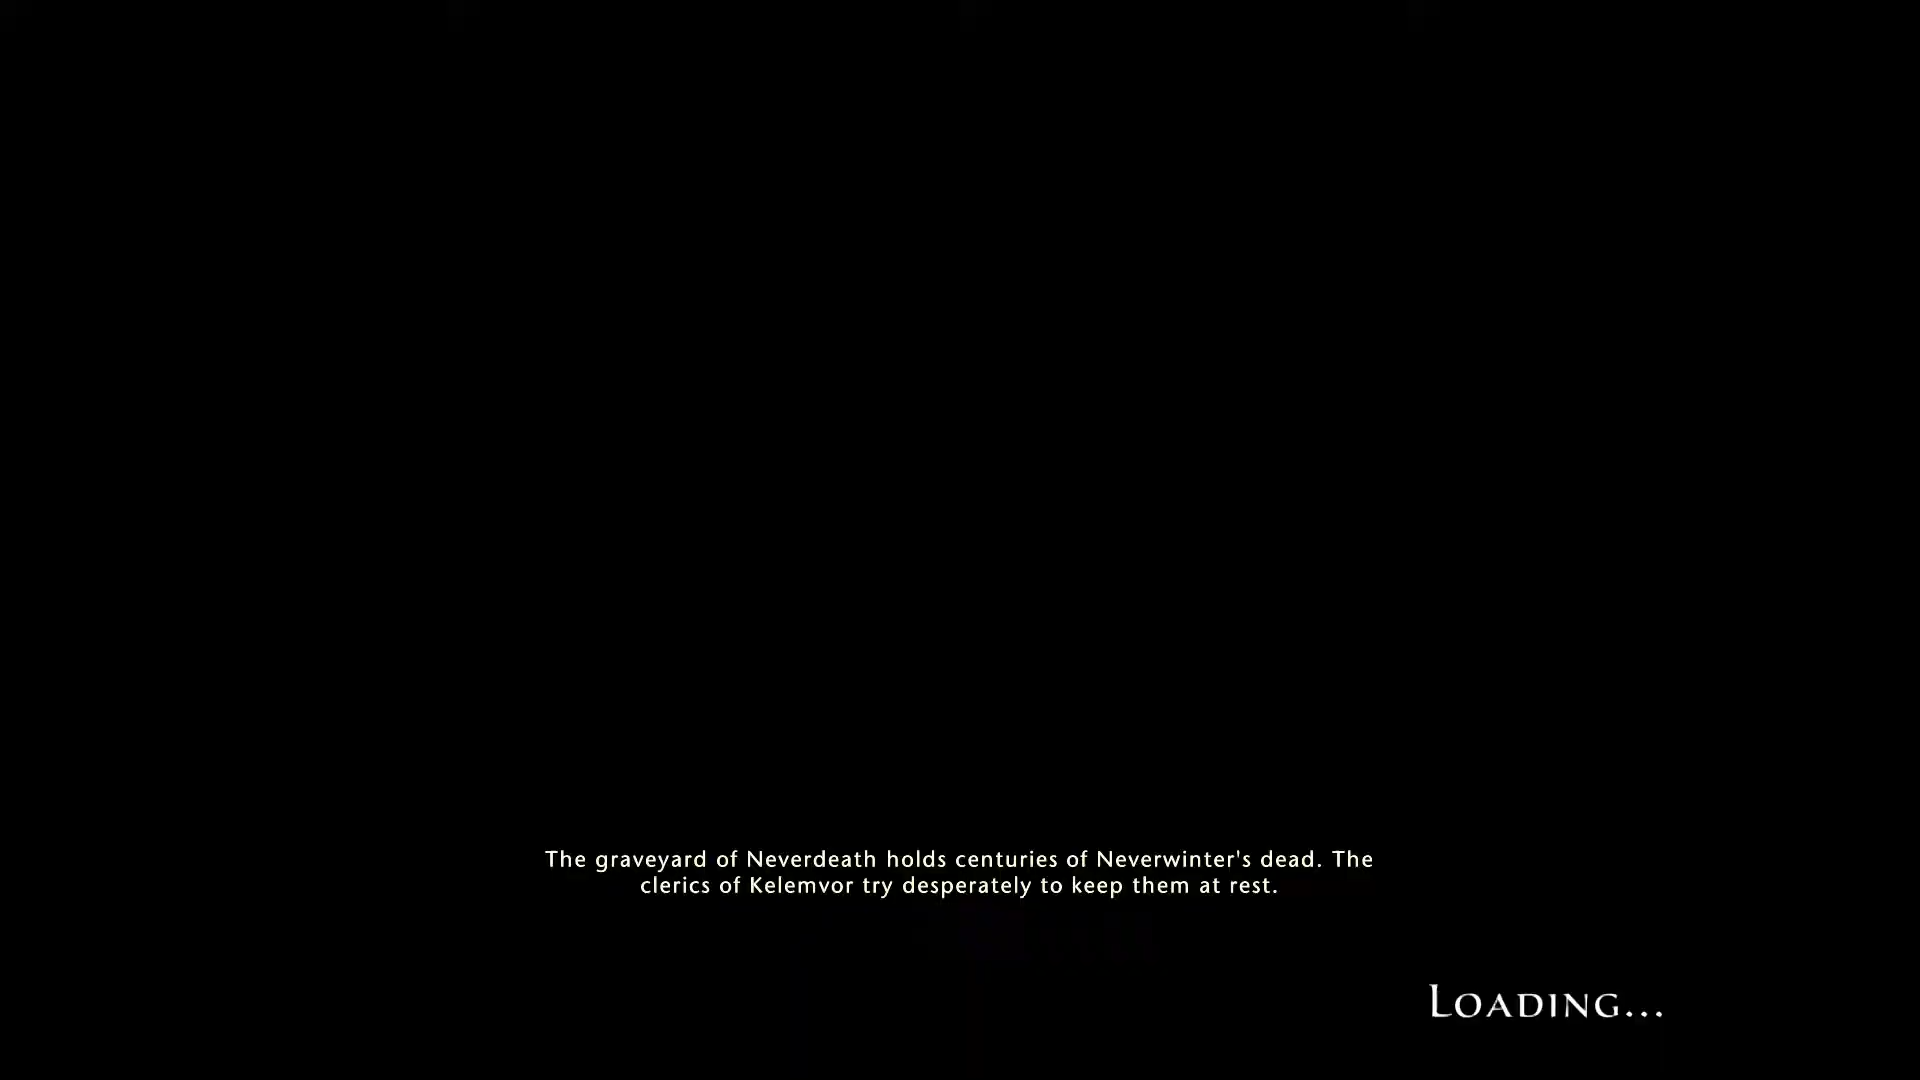 The graveyard of Neverdeath holds centuries of Neverwinter's dead. The
clerics of Kelemvor try desperately to keep them at rest.
Loading...